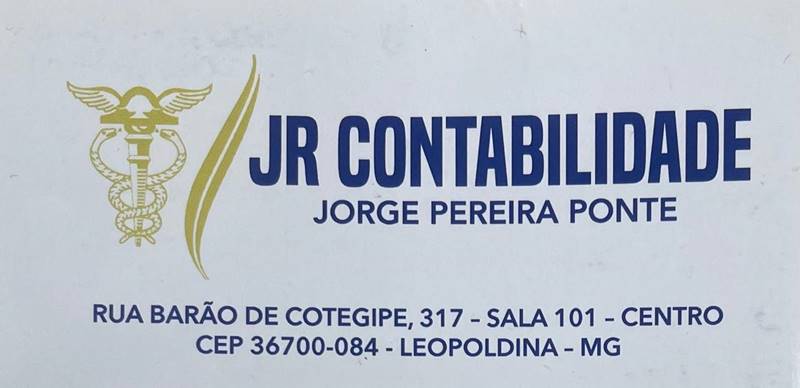 JR CONTABILIDADE
JORGE PEREIRA PONTE
RUA BARÃO DE COTEGIPE, 317 – SALA 101 – CENTRO
CEP 36700-084 - LEOPOLDINA – MG